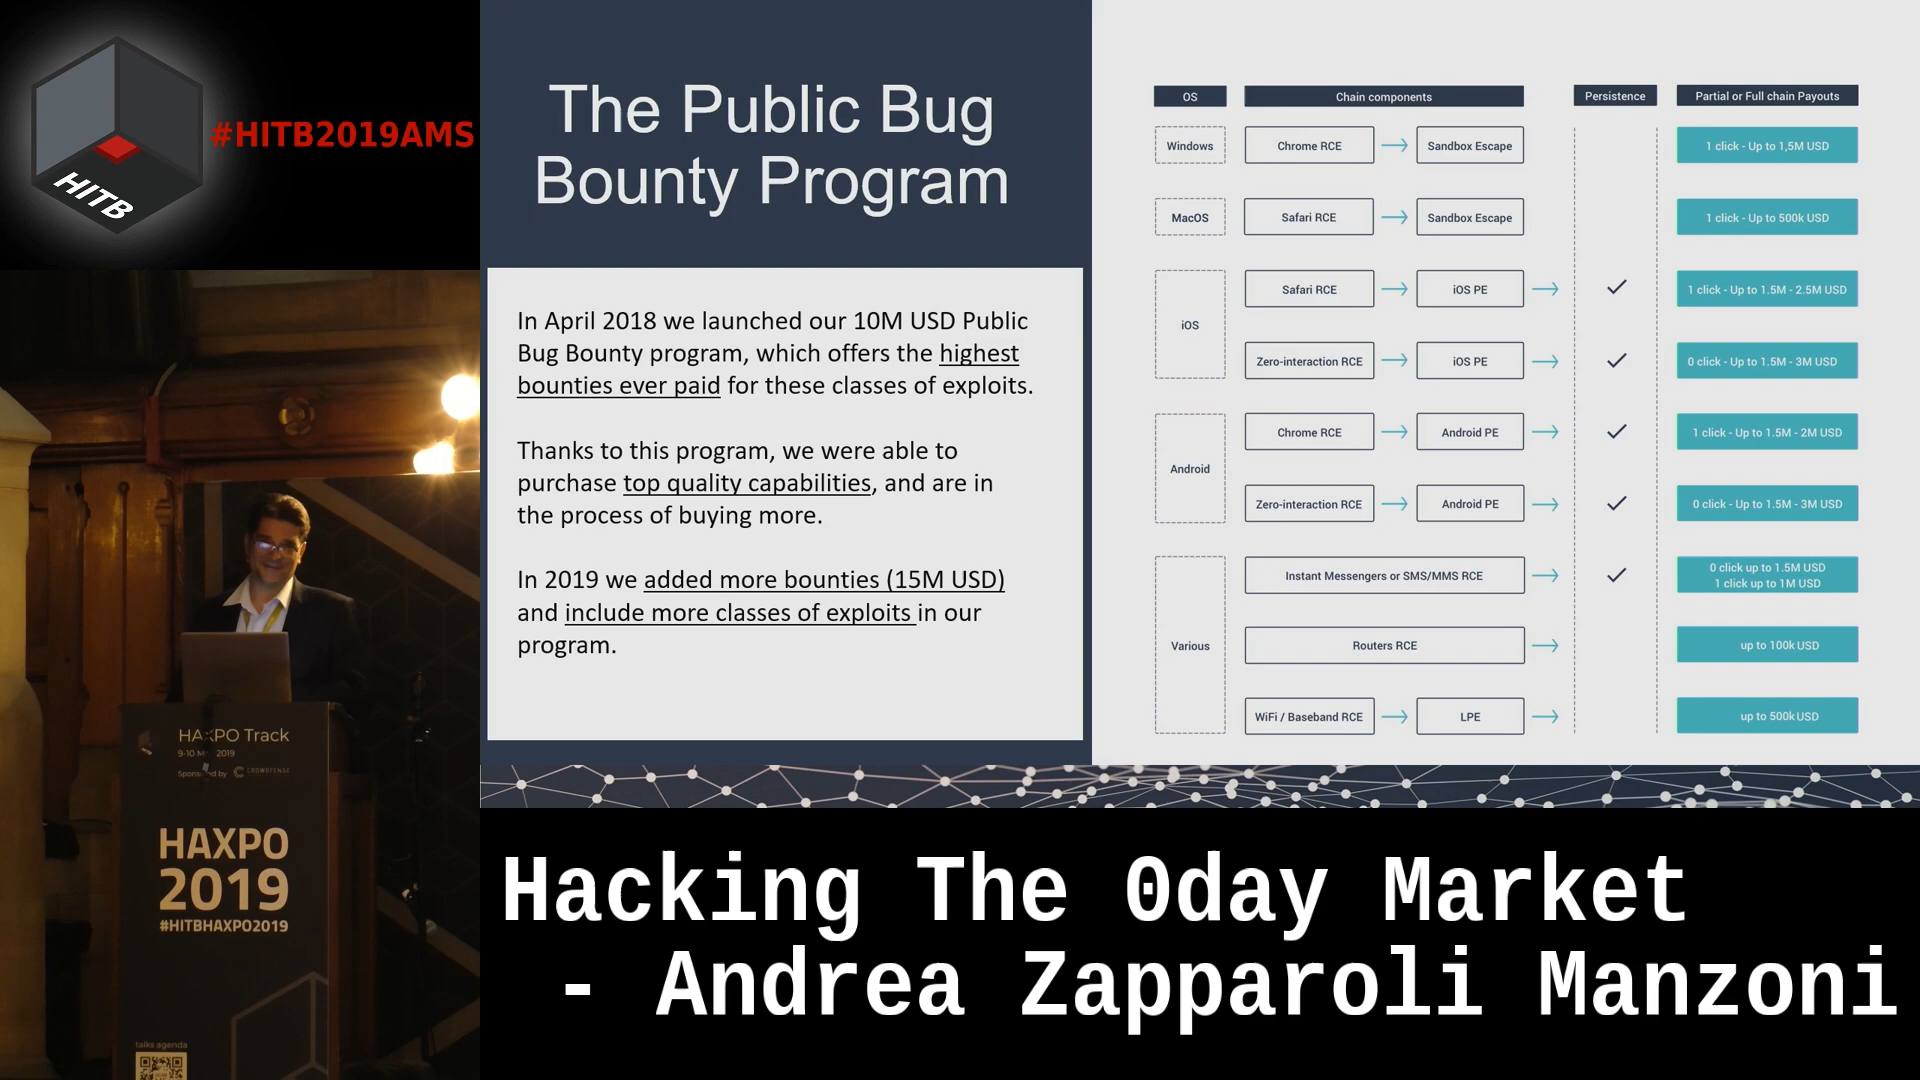 HITB
#HITB2019AMS
The Public Bug
Bounty Program
In April 2018 we launched our 10M USD Public
Bug Bounty program, which offers the highest
bounties ever paid for these classes of exploits.
Thanks to this program, we were able to
purchase top quality capabilities, and are in
the process of buying more.
In 2019 we added more bounties (15M USD)
and include more classes of exploits in our
program.
OS Chain components Persistence Partial or Full chain Payouts
Windows Chrome RCE Sandbox Escape 1 click - Up to 1,5M USD
MacOS Safari RCE Sandbox Escape 1 click - Up to 500k USD
iOS
Safari RCE iOS PE ✓ 1 click - Up to 1.5M - 2.5M USD
Zero-interaction RCE iOS PE ✓ 0 click - Up to 1.5M - 3M USD
Android
Chrome RCE Android PE ✓ 1 click - Up to 1.5M - 2M USD
Zero-interaction RCE Android PE ✓ 0 click - Up to 1.5M - 3M USD
Various
Instant Messengers or SMS/MMS RCE ✓ 0 click up to 1.5M USD
1 click up to 1M USD
Routers RCE up to 100k USD
WiFi / Baseband RCE LPE up to 500k USD
HAXPO Track
9-10 2019
Sponsored by CROWDFENSE
HAXPO
2019
#HITBHAXPO2019
talks agenda
Hacking The 0day Market
- Andrea Zapparoli Manzoni